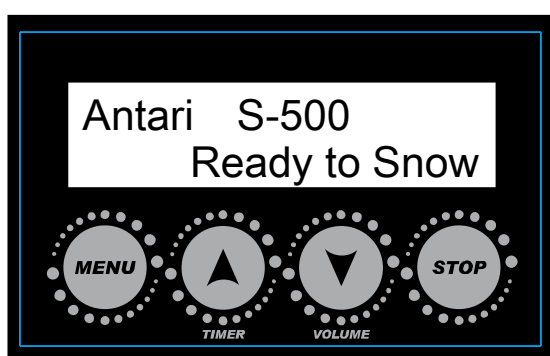 Antari S-500
Ready to Snow
MENU
STOP
TIMER
VOLUME